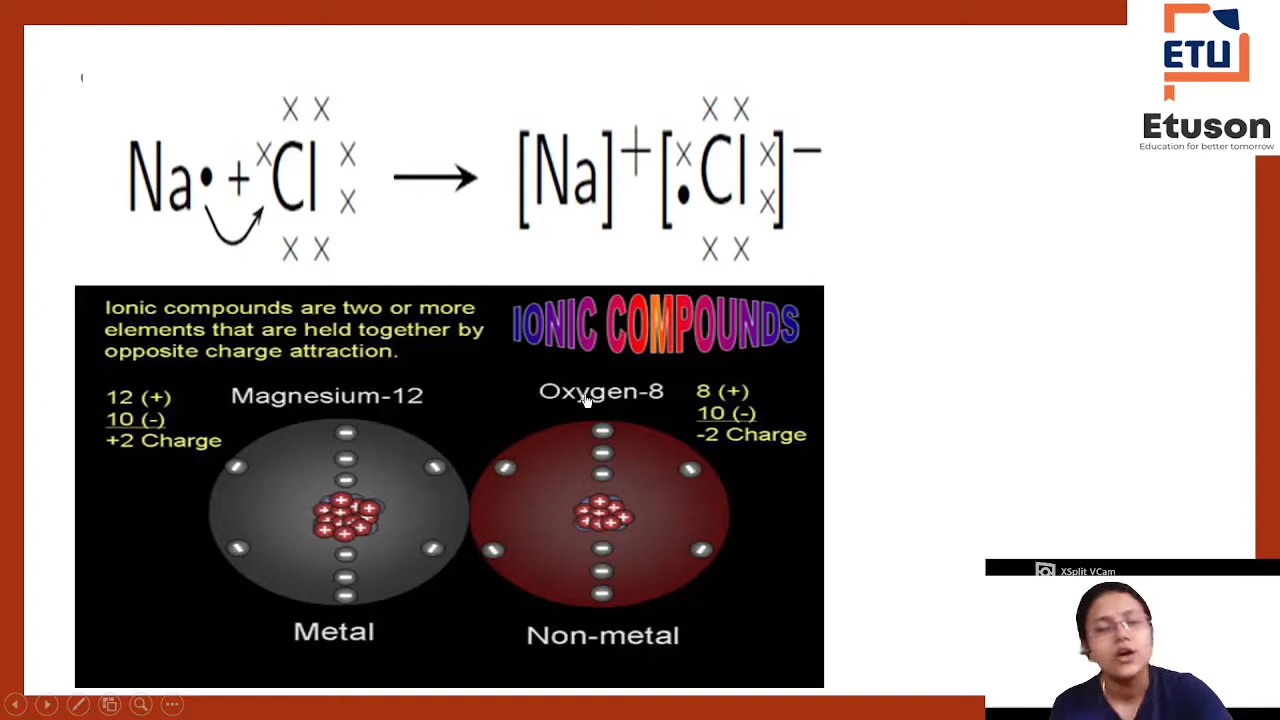 ETU
Etuson
Education for better tomorrow
x x x x x x x
Na• + Cl → [Na]+ [•Cl]−
x x x x x x x
Ionic compounds are two or more
elements that are held together by
opposite charge attraction.
IONIC COMPOUNDS
12 (+)
10 (-)
+2 Charge
Magnesium-12
Oxygen-8
8 (+)
10 (-)
-2 Charge
Metal
Non-metal
XSplit VCam